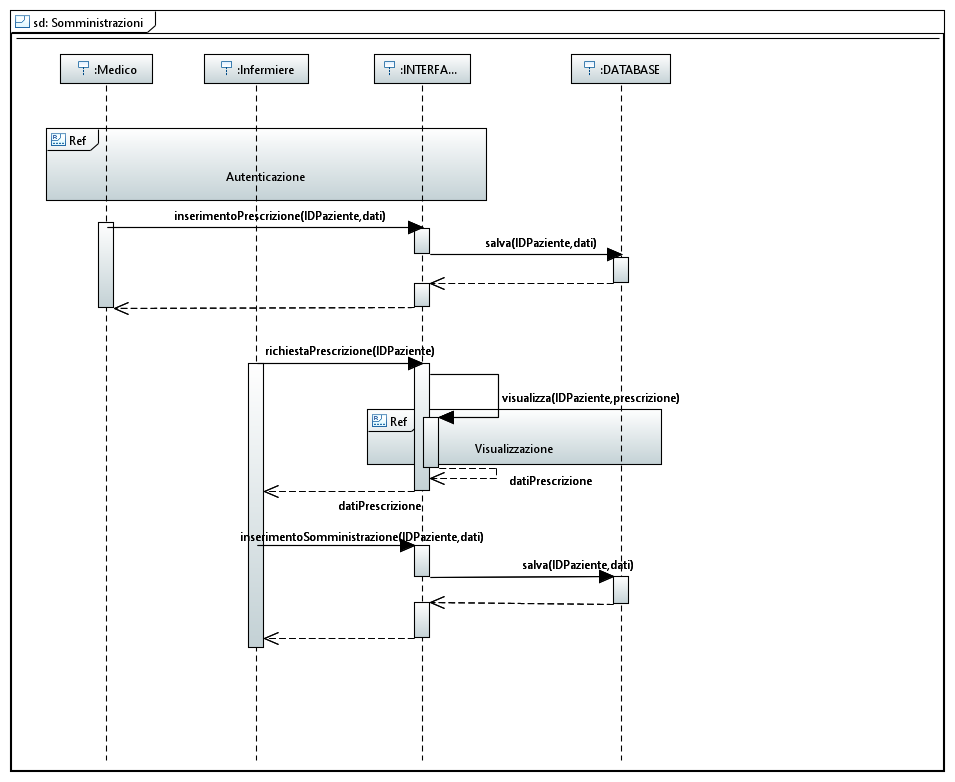 sd: Somministrazioni
:Medico
:Infermiere
:INTERFA...
:DATABASE
Ref
Autenticazione
inserimentoPrescrizione(IDPaziente,dati)
salva(IDPaziente,dati)
richiestaPrescrizione(IDPaziente)
visualizza(IDPaziente,prescrizione)
Ref
Visualizzazione
datiPrescrizione
datiPrescrizione
inserimentoSomministrazione(IDPaziente,dati)
salva(IDPaziente,dati)